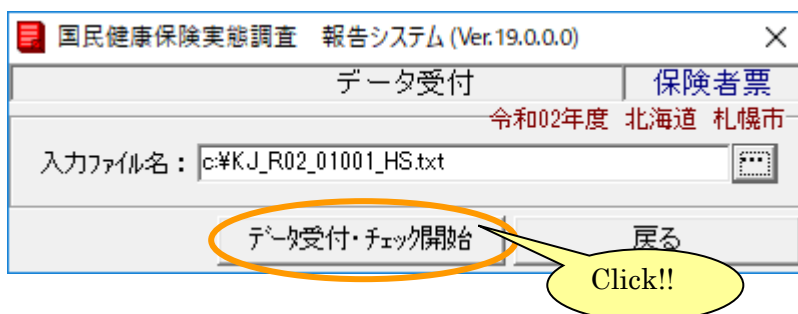 国民健康保険実態調査　報告システム (Ver.19.0.0.0)
データ受付 保険者票
令和02年度 北海道 札幌市
入力ﾌｧｲﾙ名： c:¥KJ_R02_01001_HS.txt
ﾃﾞｰﾀ受付・ﾁｪｯｸ開始 戻る
Click!!